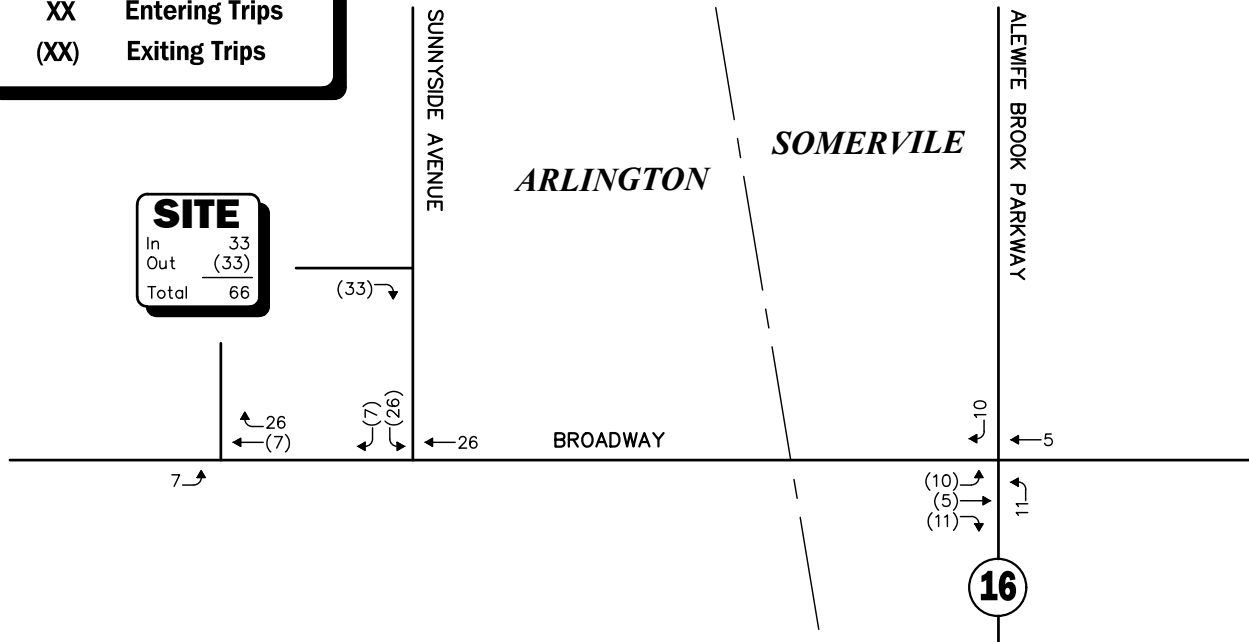 XX Entering Trips
(XX) Exiting Trips
SUNNYSIDE AVENUE
ALEWIFE BROOK PARKWAY
SOMERVILE
ARLINGTON
SITE
In 33
Out (33)
Total 66
(33)
26
(7)
7
(7)
(26)
26
BROADWAY
10
5
(10)
(5)
(11)
11
16